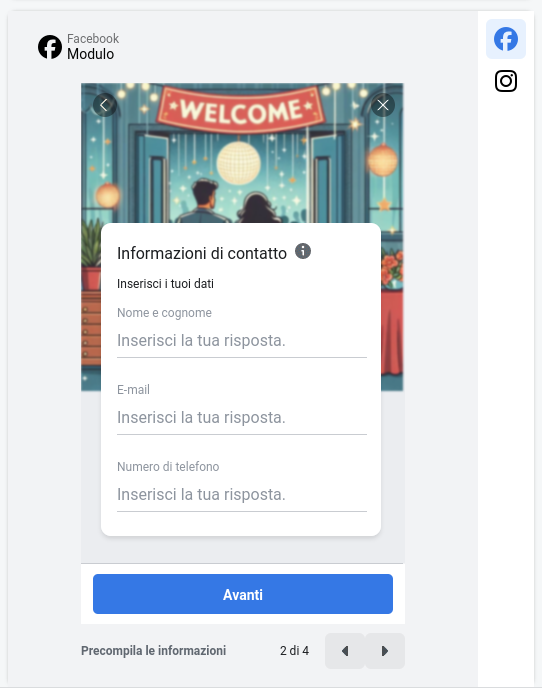 Facebook
Modulo
WELCOME
Informazioni di contatto
Inserisci i tuoi dati
Nome e cognome
Inserisci la tua risposta.
E-mail
Inserisci la tua risposta.
Numero di telefono
Inserisci la tua risposta.
Avanti
Precompila le informazioni 2 di 4